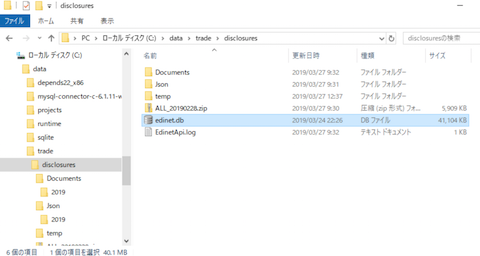 disclosures
ファイル ホーム 共有 表示
PC > ローカル ディスク (C:) > data > trade > disclosures
disclosuresの検索
ローカル ディスク (C:)
data
depends22_x86
mysql-connector-c-6.1.11-w
projects
runtime
sqlite
trade
disclosures
Documents
2019
Json
2019
temp
名前 更新日時 種類 サイズ
Documents 2019/03/27 9:32 ファイル フォルダー
Json 2019/03/27 9:31 ファイル フォルダー
temp 2019/03/27 12:37 ファイル フォルダー
ALL_20190228.zip 2019/03/27 9:30 圧縮 (zip 形式) フォ... 5,909 KB
edinet.db 2019/03/24 22:26 DB ファイル 41,104 KB
EdinetApi.log 2019/03/27 9:32 テキスト ドキュメント 1 KB
6 個の項目 1 個の項目を選択 40.1 MB